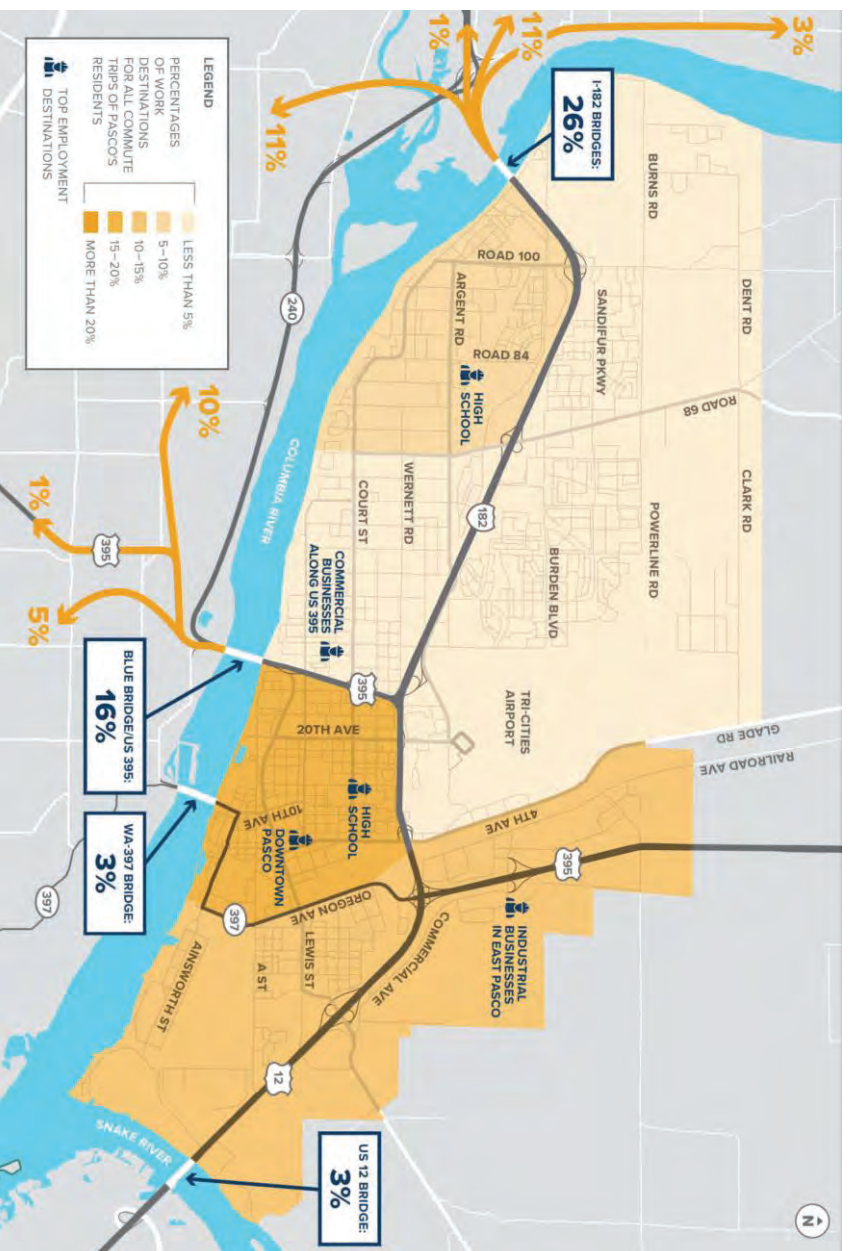 3%
11%
1%
11%
I-182 BRIDGES:
26%
BURNS RD
DENT RD
SANDIFUR PKWY
ROAD 100
ARGENT RD
ROAD 84
HIGH
SCHOOL
ROAD 68
CLARK RD
POWERLINE RD
BURDEN BLVD
182
WERNETT RD
COURT ST
COMMERCIAL
BUSINESSES
ALONG US 395
TRI-CITIES
AIRPORT
GLADE RD
RAILROAD AVE
4TH AVE
395
395
20TH AVE
HIGH
SCHOOL
10TH AVE
DOWNTOWN
PASCO
INDUSTRIAL
BUSINESSES
IN EAST PASCO
COMMERCIAL AVE
OREGON AVE
397
LEWIS ST
A ST
AINSWORTH ST
12
SNAKE RIVER
COLUMBIA RIVER
240
10%
1%
395
5%
BLUE BRIDGE/US 395:
16%
WA-397 BRIDGE:
3%
397
US 12 BRIDGE:
3%
N
LEGEND
PERCENTAGES
OF WORK
DESTINATIONS
FOR ALL COMMUTE
TRIPS OF PASCO'S
RESIDENTS
LESS THAN 5%
5-10%
10-15%
15-20%
MORE THAN 20%
TOP EMPLOYMENT
DESTINATIONS